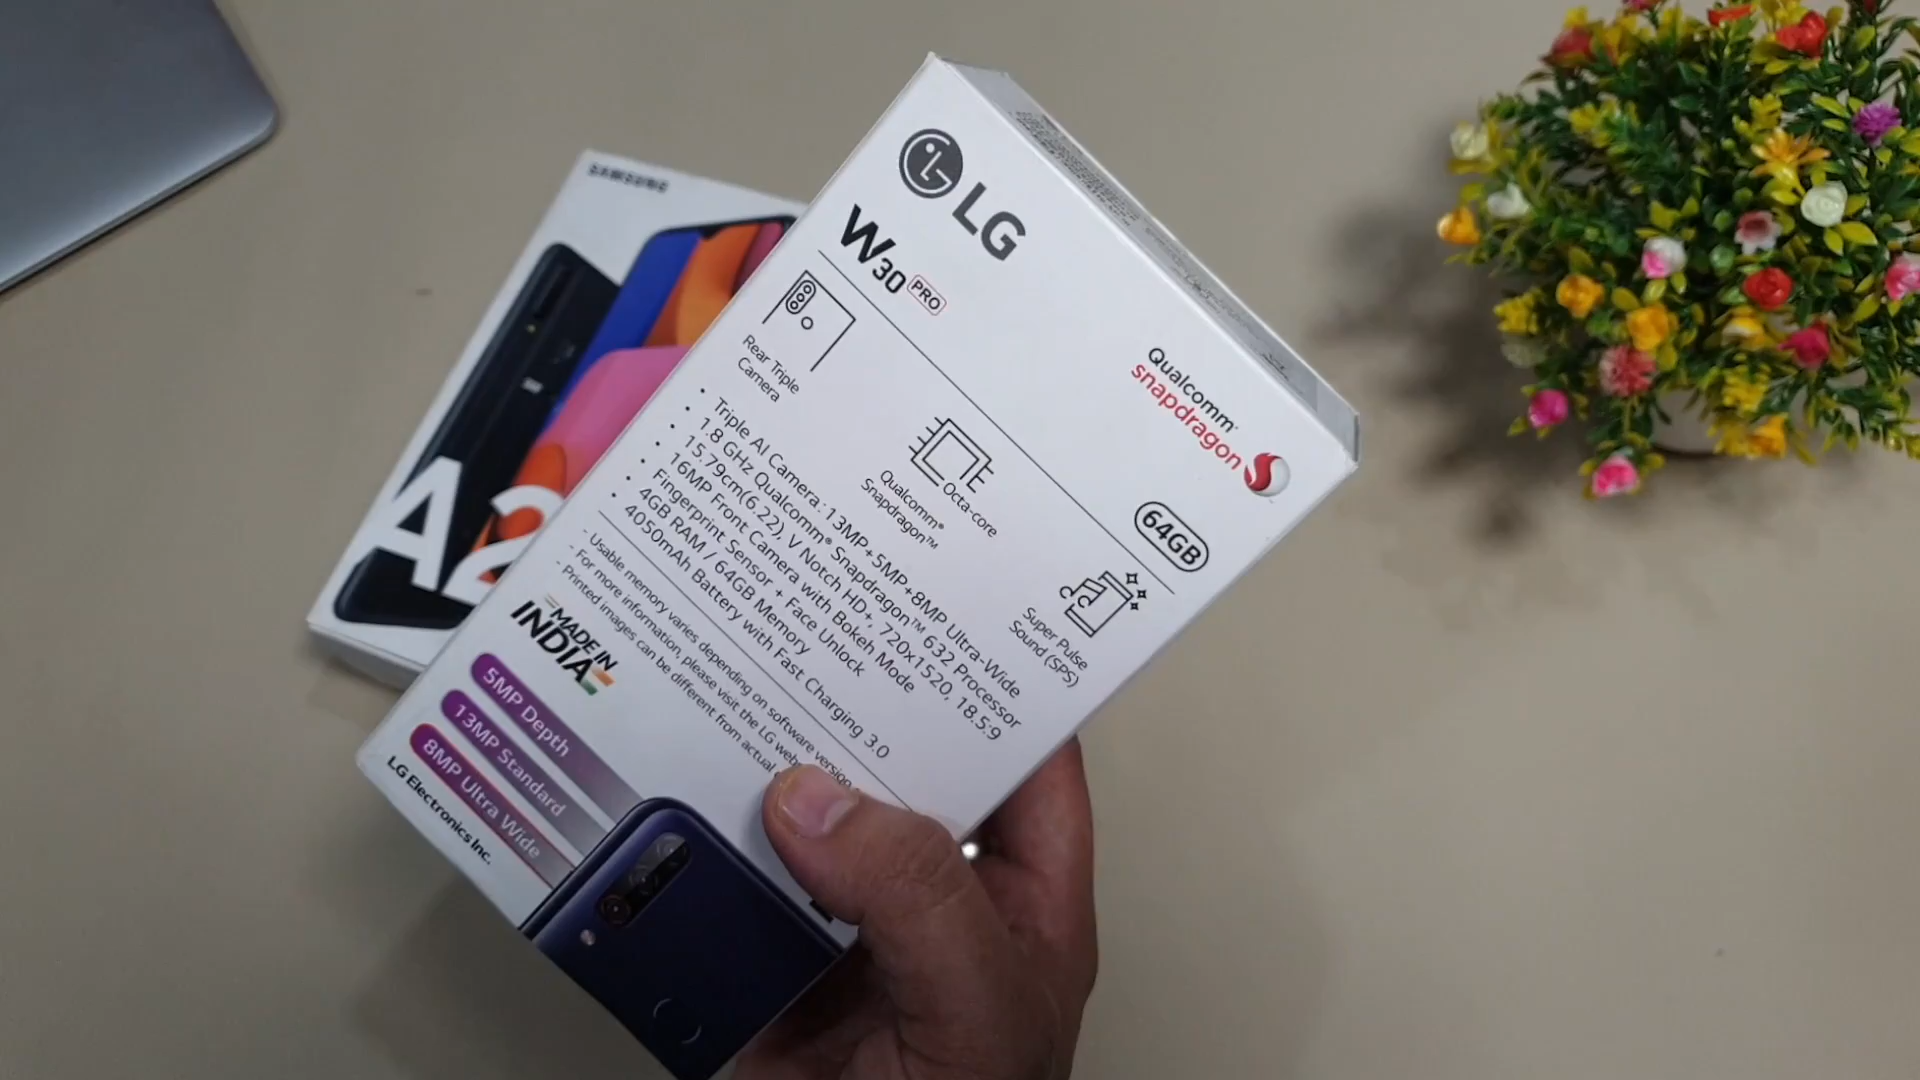 SAMSUNG
A2
LG
W30 PRO
Rear Triple
Camera
Qualcomm®
Snapdragon™
Octa-core
Qualcomm
snapdragon
64GB
Super Pulse
Sound (SPS)
• Triple AI Camera : 13MP+5MP+8MP Ultra-Wide
• 1.8 GHz Qualcomm® Snapdragon™ 632 Processor
• 15.79cm(6.22), V Notch HD+, 720x1520, 18.5:9
• 16MP Front Camera with Bokeh Mode
• Fingerprint Sensor + Face Unlock
• 4GB RAM / 64GB Memory
• 4050mAh Battery with Fast Charging 3.0
- Usable memory varies depending on software version
- For more information, please visit the LG
- Printed images can be different from actual
MADE IN
INDIA
5MP Depth
13MP Standard
8MP Ultra Wide
LG Electronics Inc.